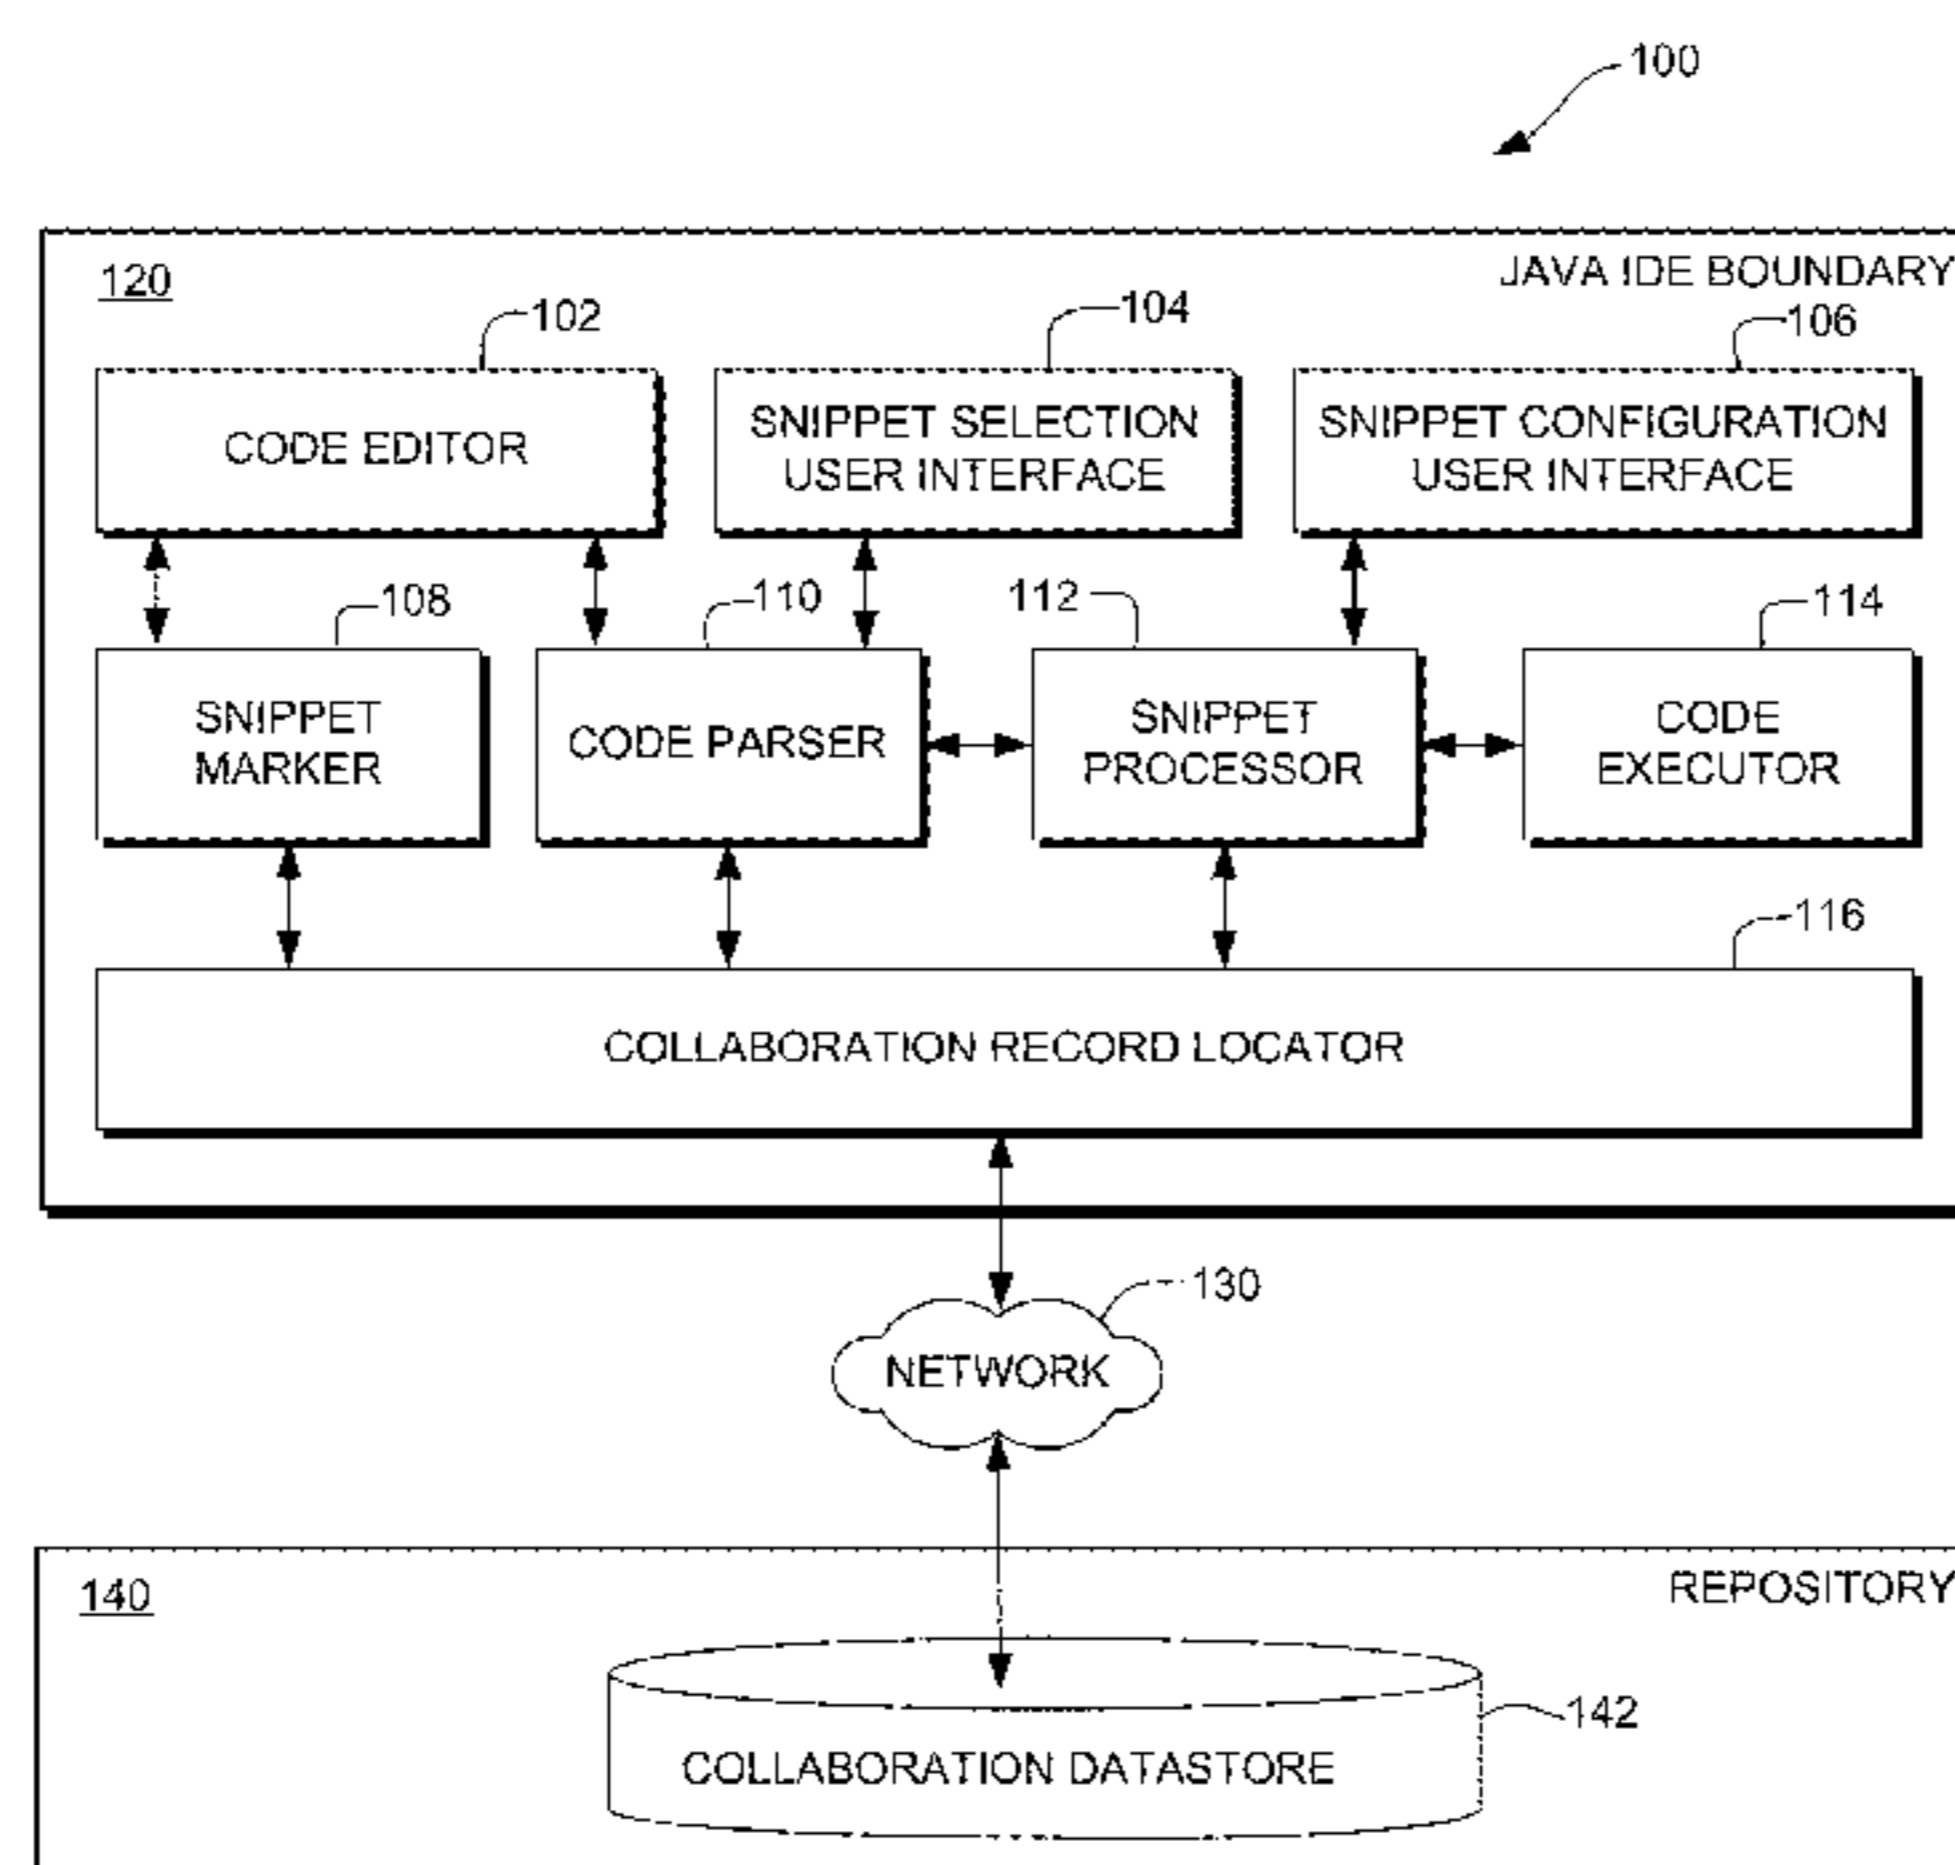 100
120
JAVA IDE BOUNDARY
102
104
106
CODE EDITOR
SNIPPET SELECTION
USER INTERFACE
SNIPPET CONFIGURATION
USER INTERFACE
108
110
112
114
SNIPPET
MARKER
CODE PARSER
SNIPPET
PROCESSOR
CODE
EXECUTOR
116
COLLABORATION RECORD LOCATOR
130
NETWORK
140
REPOSITORY
142
COLLABORATION DATASTORE